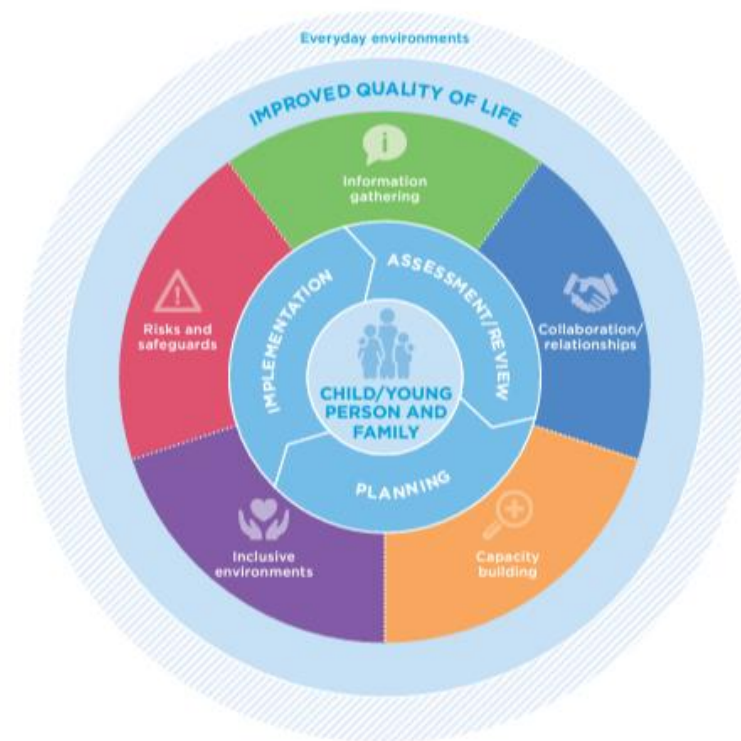 Everyday environments
IMPROVED QUALITY OF LIFE
i
Information
gathering
ASSESSMENT/REVIEW
IMPLEMENTATION
!
Risks and
safeguards
Collaboration/
relationships
CHILD/YOUNG
PERSON AND
FAMILY
PLANNING
Inclusive
environments
Capacity
building